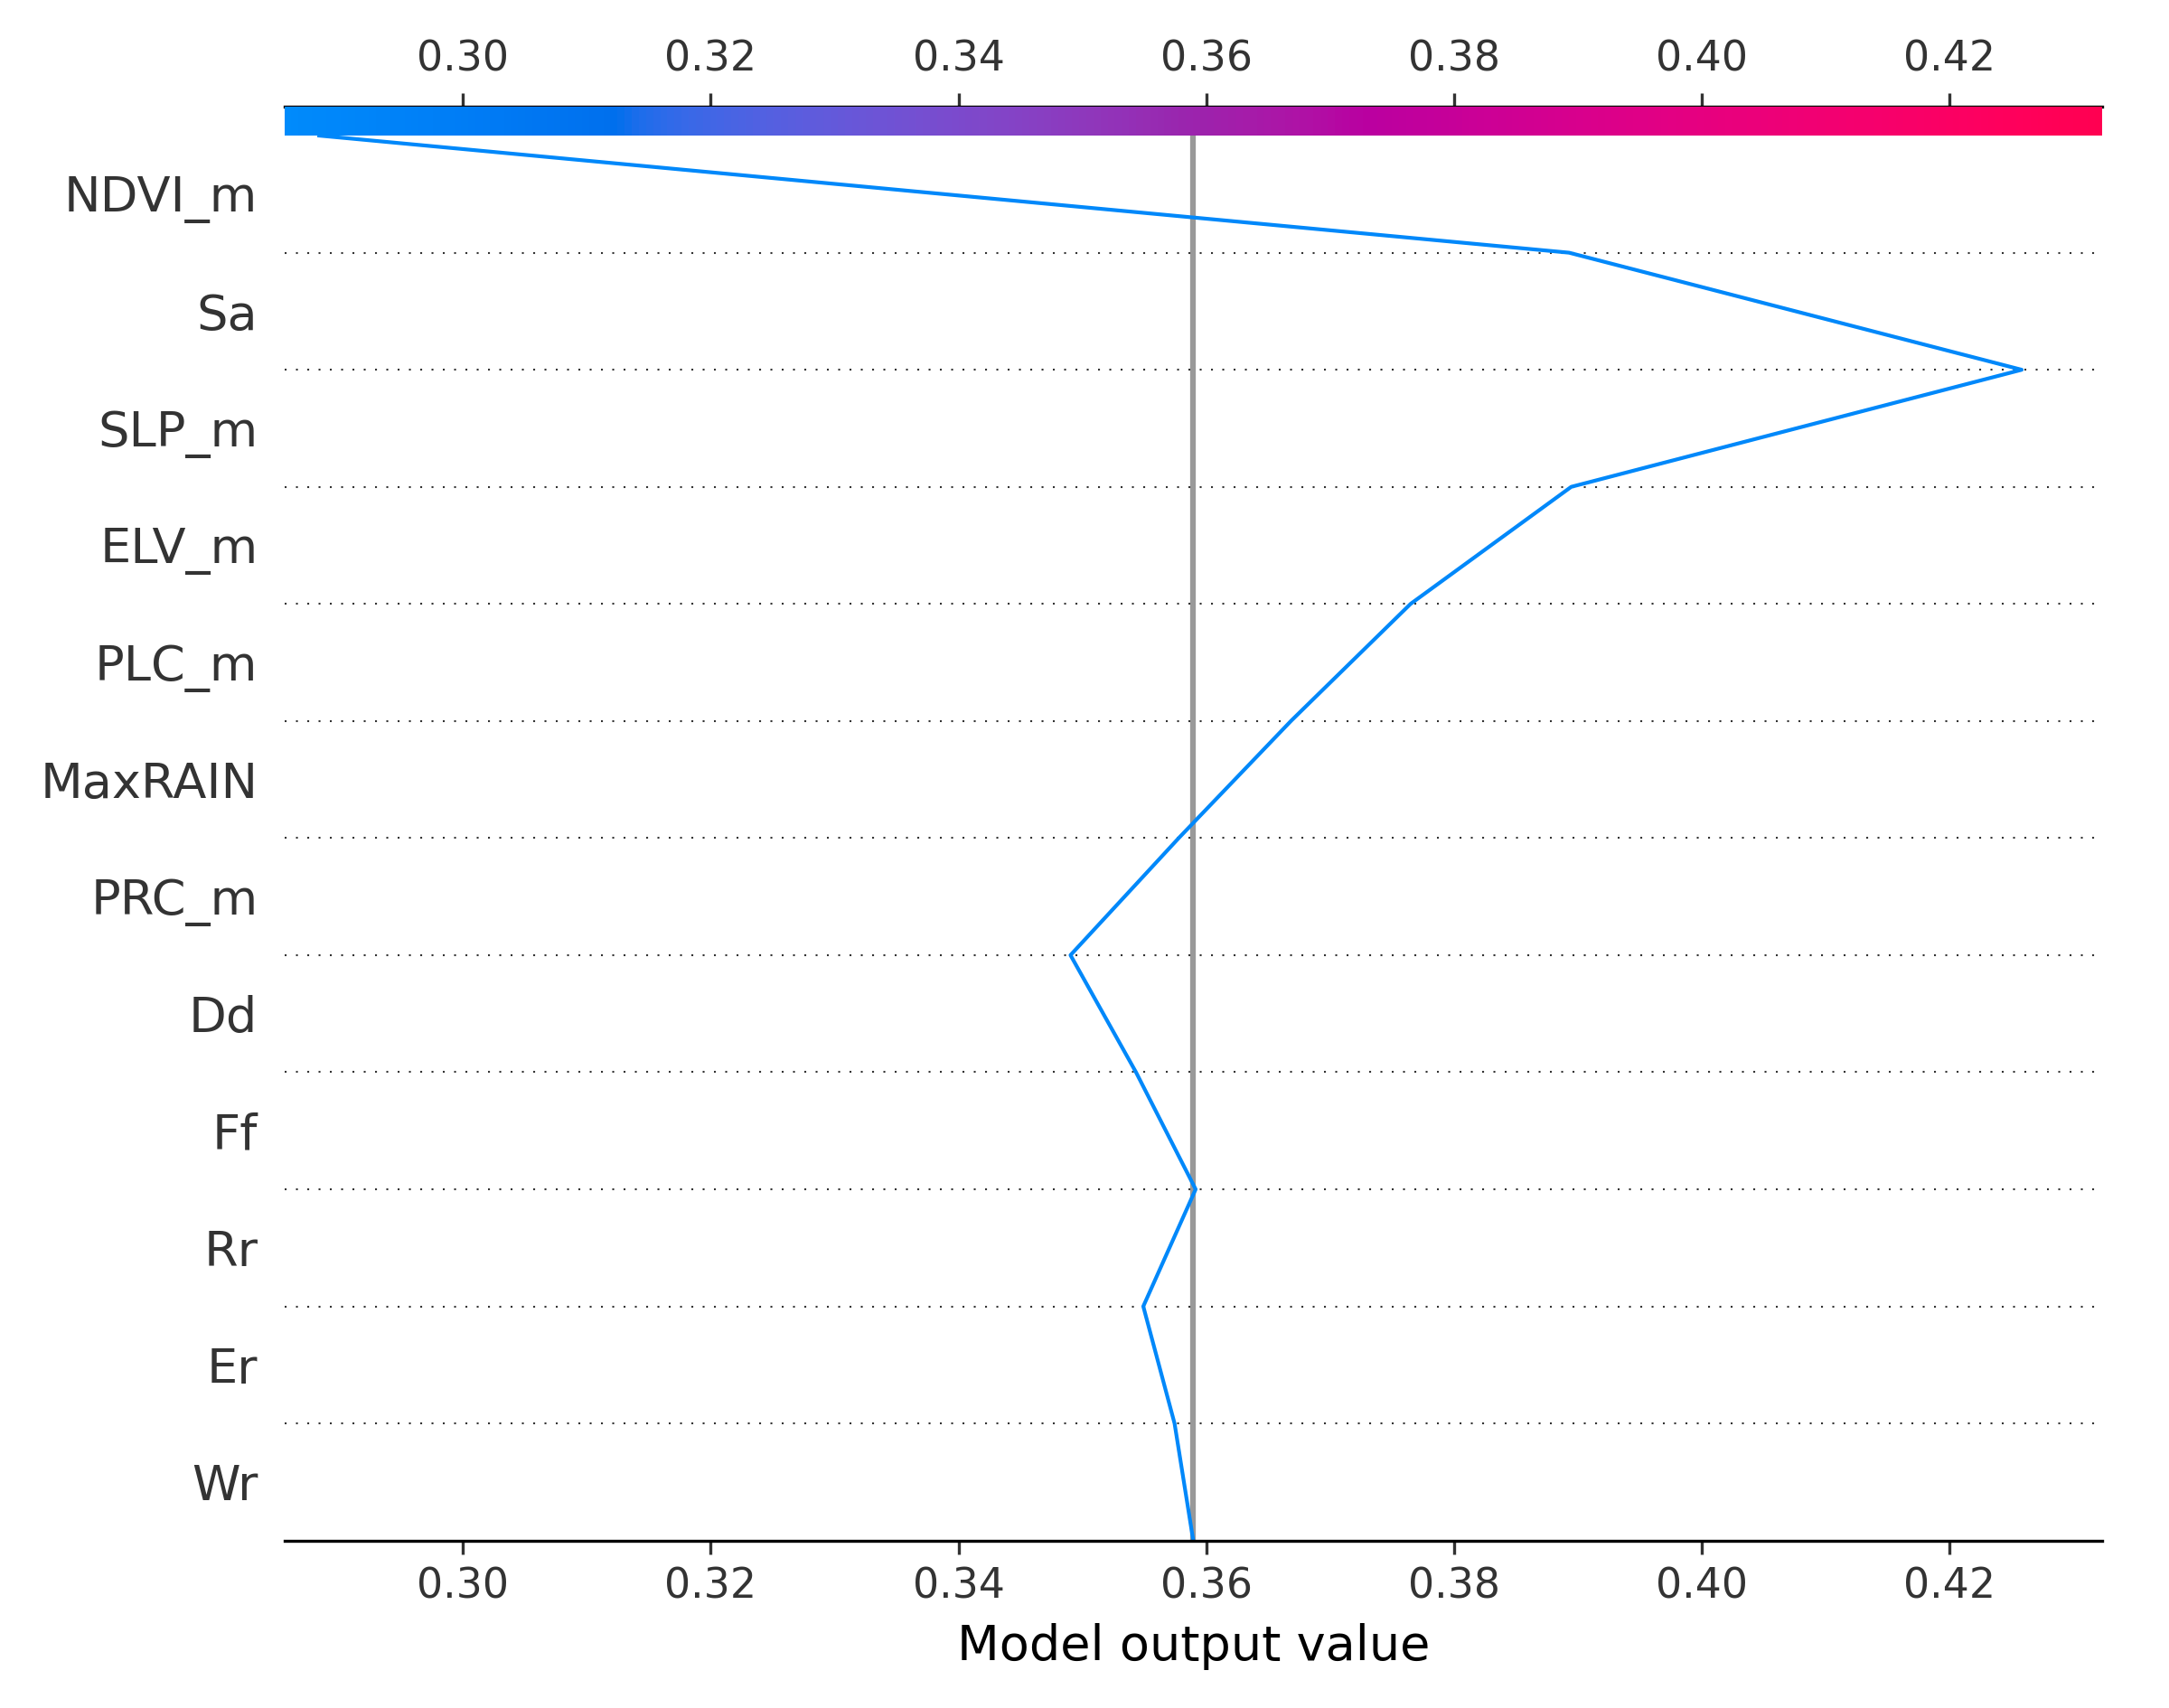 0.30 0.32 0.34 0.36 0.38 0.40 0.42
NDVI_m
Sa
SLP_m
ELV_m
PLC_m
MaxRAIN
PRC_m
Dd
Ff
Rr
Er
Wr
0.30 0.32 0.34 0.36 0.38 0.40 0.42
Model output value